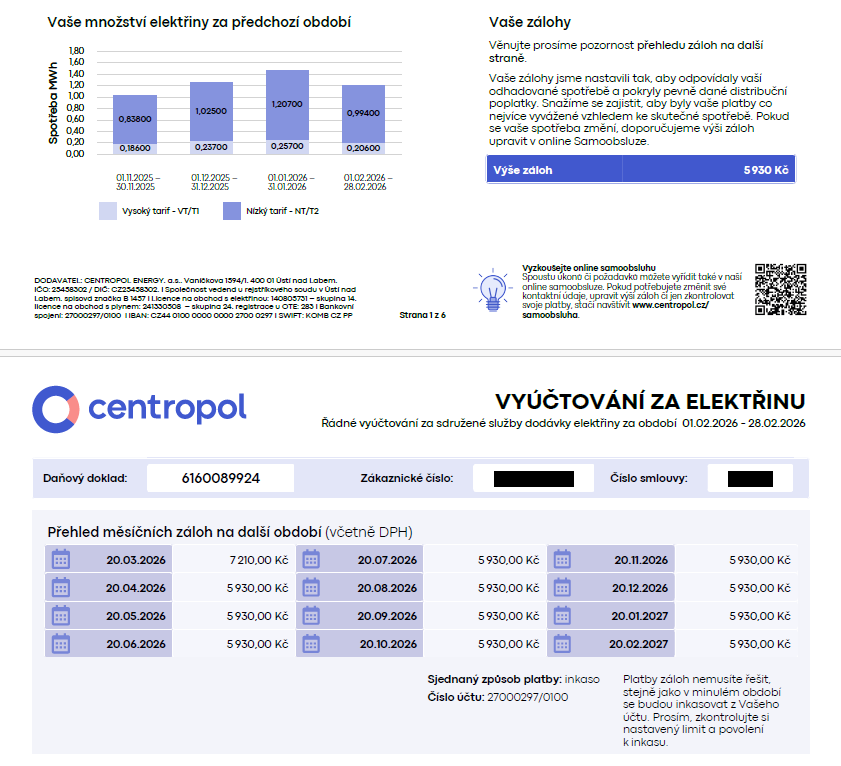 Vaše množství elektřiny za předchozí období
Spotřeba MWh
1,80
1,60
1,40
1,20
1,00
0,80
0,60
0,40
0,20
0,00
0,83800
1,02500
1,20700
0,99400
0,18600
0,23700
0,25700
0,20600
01.11.2025 –
30.11.2025
01.12.2025 –
31.12.2025
01.01.2026 –
31.01.2026
01.02.2026 –
28.02.2026
Vysoký tarif - VT/T1
Nízký tarif - NT/T2
Vaše zálohy
Věnujte prosíme pozornost přehledu záloh na další
straně.
Vaše zálohy jsme nastavili tak, aby odpovídaly vaší
odhadované spotřebě a pokryly pevně dané distribuční
poplatky. Snažíme se zajistit, aby byly vaše platby co
nejvíce vyvážené vzhledem ke skutečné spotřebě. Pokud
se vaše spotřeba změní, doporučujeme výši záloh
upravit v online Samoobsluze.
Výše záloh 5 930 Kč
DODAVATEL: CENTROPOL ENERGY, a.s., Vaníčkova 1594/1, 400 01 Ústí nad Labem,
IČO: 25458302 / DIČ: CZ25458302, I Společnost vedená u rejstříkového soudu v Ústí nad
Labem, spisová značka B 1437 I Licence na obchod s elektřinou: 140805731 – skupina 14,
licence na obchod s plynem: 241330508 – skupina 24, registrace u OTE: 283 I Bankovní
spojení: 27000297/0100 I IBAN: CZ44 0100 0000 0000 2700 0297 I SWIFT: KOMB CZ PP
Strana 1 z 6
Vyzkoušejte online samoobsluhu
Spoustu úkonů či požadavků můžete vyřídit také v naší
online samoobsluze. Pokud potřebujete změnit své
kontaktní údaje, upravit výši záloh či jen zkontrolovat
svoje platby, stačí navštívit www.centropol.cz/
samoobsluha.
centropol
VYÚČTOVÁNÍ ZA ELEKTŘINU
Řádné vyúčtování za sdružené služby dodávky elektřiny za období 01.02.2026 - 28.02.2026
Daňový doklad: 6160089924 Zákaznické číslo: Číslo smlouvy:
Přehled měsíčních záloh na další období (včetně DPH)
20.03.2026 7 210,00 Kč 20.07.2026 5 930,00 Kč 20.11.2026 5 930,00 Kč
20.04.2026 5 930,00 Kč 20.08.2026 5 930,00 Kč 20.12.2026 5 930,00 Kč
20.05.2026 5 930,00 Kč 20.09.2026 5 930,00 Kč 20.01.2027 5 930,00 Kč
20.06.2026 5 930,00 Kč 20.10.2026 5 930,00 Kč 20.02.2027 5 930,00 Kč
Sjednaný způsob platby: inkaso
Číslo účtu: 27000297/0100
Platby záloh nemusíte řešit,
stejně jako v minulém období
se budou inkasovat z Vašeho
účtu. Prosím, zkontrolujte si
nastavený limit a povolení
k inkasu.